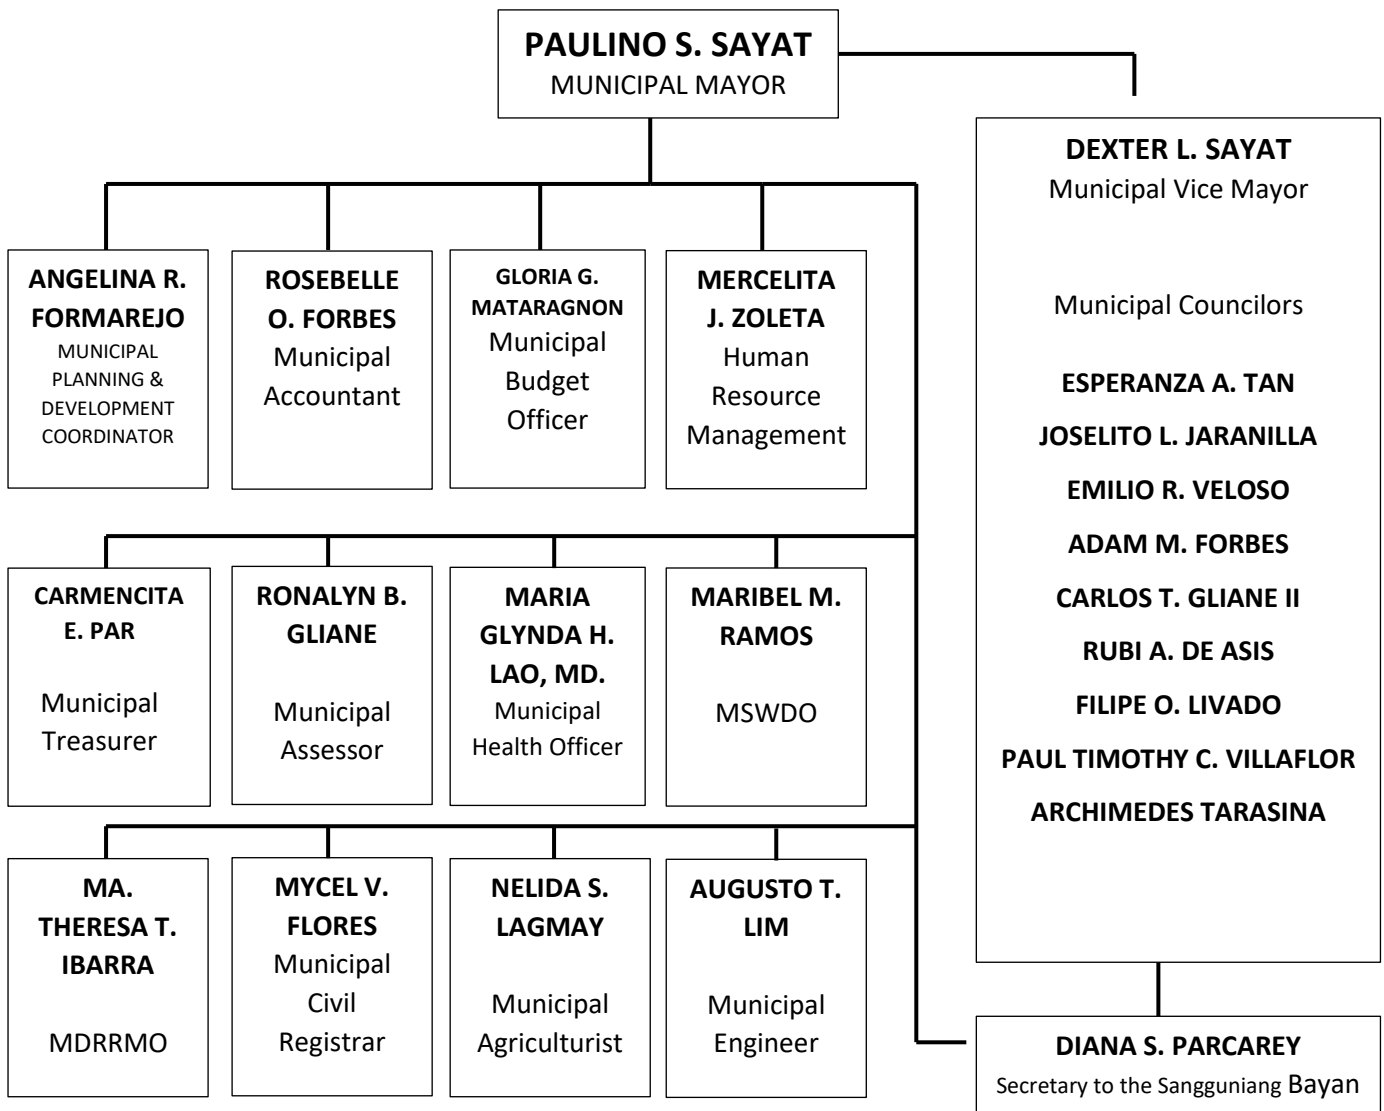 PAULINO S. SAYAT
MUNICIPAL MAYOR
DEXTER L. SAYAT
Municipal Vice Mayor
Municipal Councilors
ESPERANZA A. TAN
JOSELITO L. JARANILLA
EMILIO R. VELOSO
ADAM M. FORBES
CARLOS T. GLIANE II
RUBI A. DE ASIS
FILIPE O. LIVADO
PAUL TIMOTHY C. VILLAFLOR
ARCHIMEDES TARASINA
ANGELINA R.
FORMAREJO
MUNICIPAL
PLANNING &
DEVELOPMENT
COORDINATOR
ROSEBELLE
O. FORBES
Municipal
Accountant
GLORIA G.
MATARAGNON
Municipal
Budget
Officer
MERCELITA
J. ZOLETA
Human
Resource
Management
CARMENCITA
E. PAR
Municipal
Treasurer
RONALYN B.
GLIANE
Municipal
Assessor
MARIA
GLYNDA H.
LAO, MD.
Municipal
Health Officer
MARIBEL M.
RAMOS
MSWDO
MA.
THERESA T.
IBARRA
MDRRMO
MYCEL V.
FLORES
Municipal
Civil
Registrar
NELIDA S.
LAGMAY
Municipal
Agriculturist
AUGUSTO T.
LIM
Municipal
Engineer
DIANA S. PARCAREY
Secretary to the Sangguniang Bayan